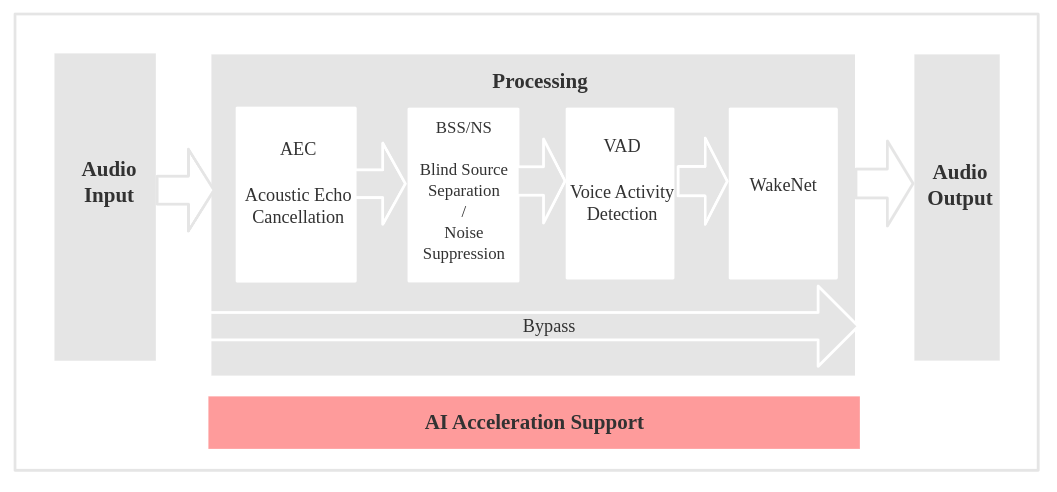 Audio
Input
Processing
AEC
Acoustic Echo
Cancellation
BSS/NS
Blind Source
Separation
/
Noise
Suppression
VAD
Voice Activity
Detection
WakeNet
Bypass
Audio
Output
AI Acceleration Support